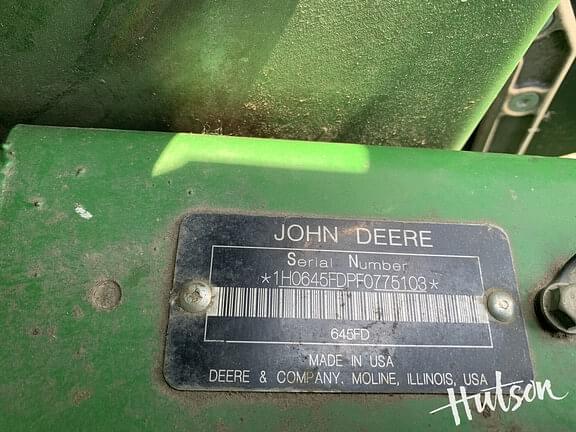 JOHN DEERE
Serial Number
*1H0645FDPF0775103*
645FD
MADE IN USA
DEERE & COMPANY. MOLINE, ILLINOIS, USA
Hutson